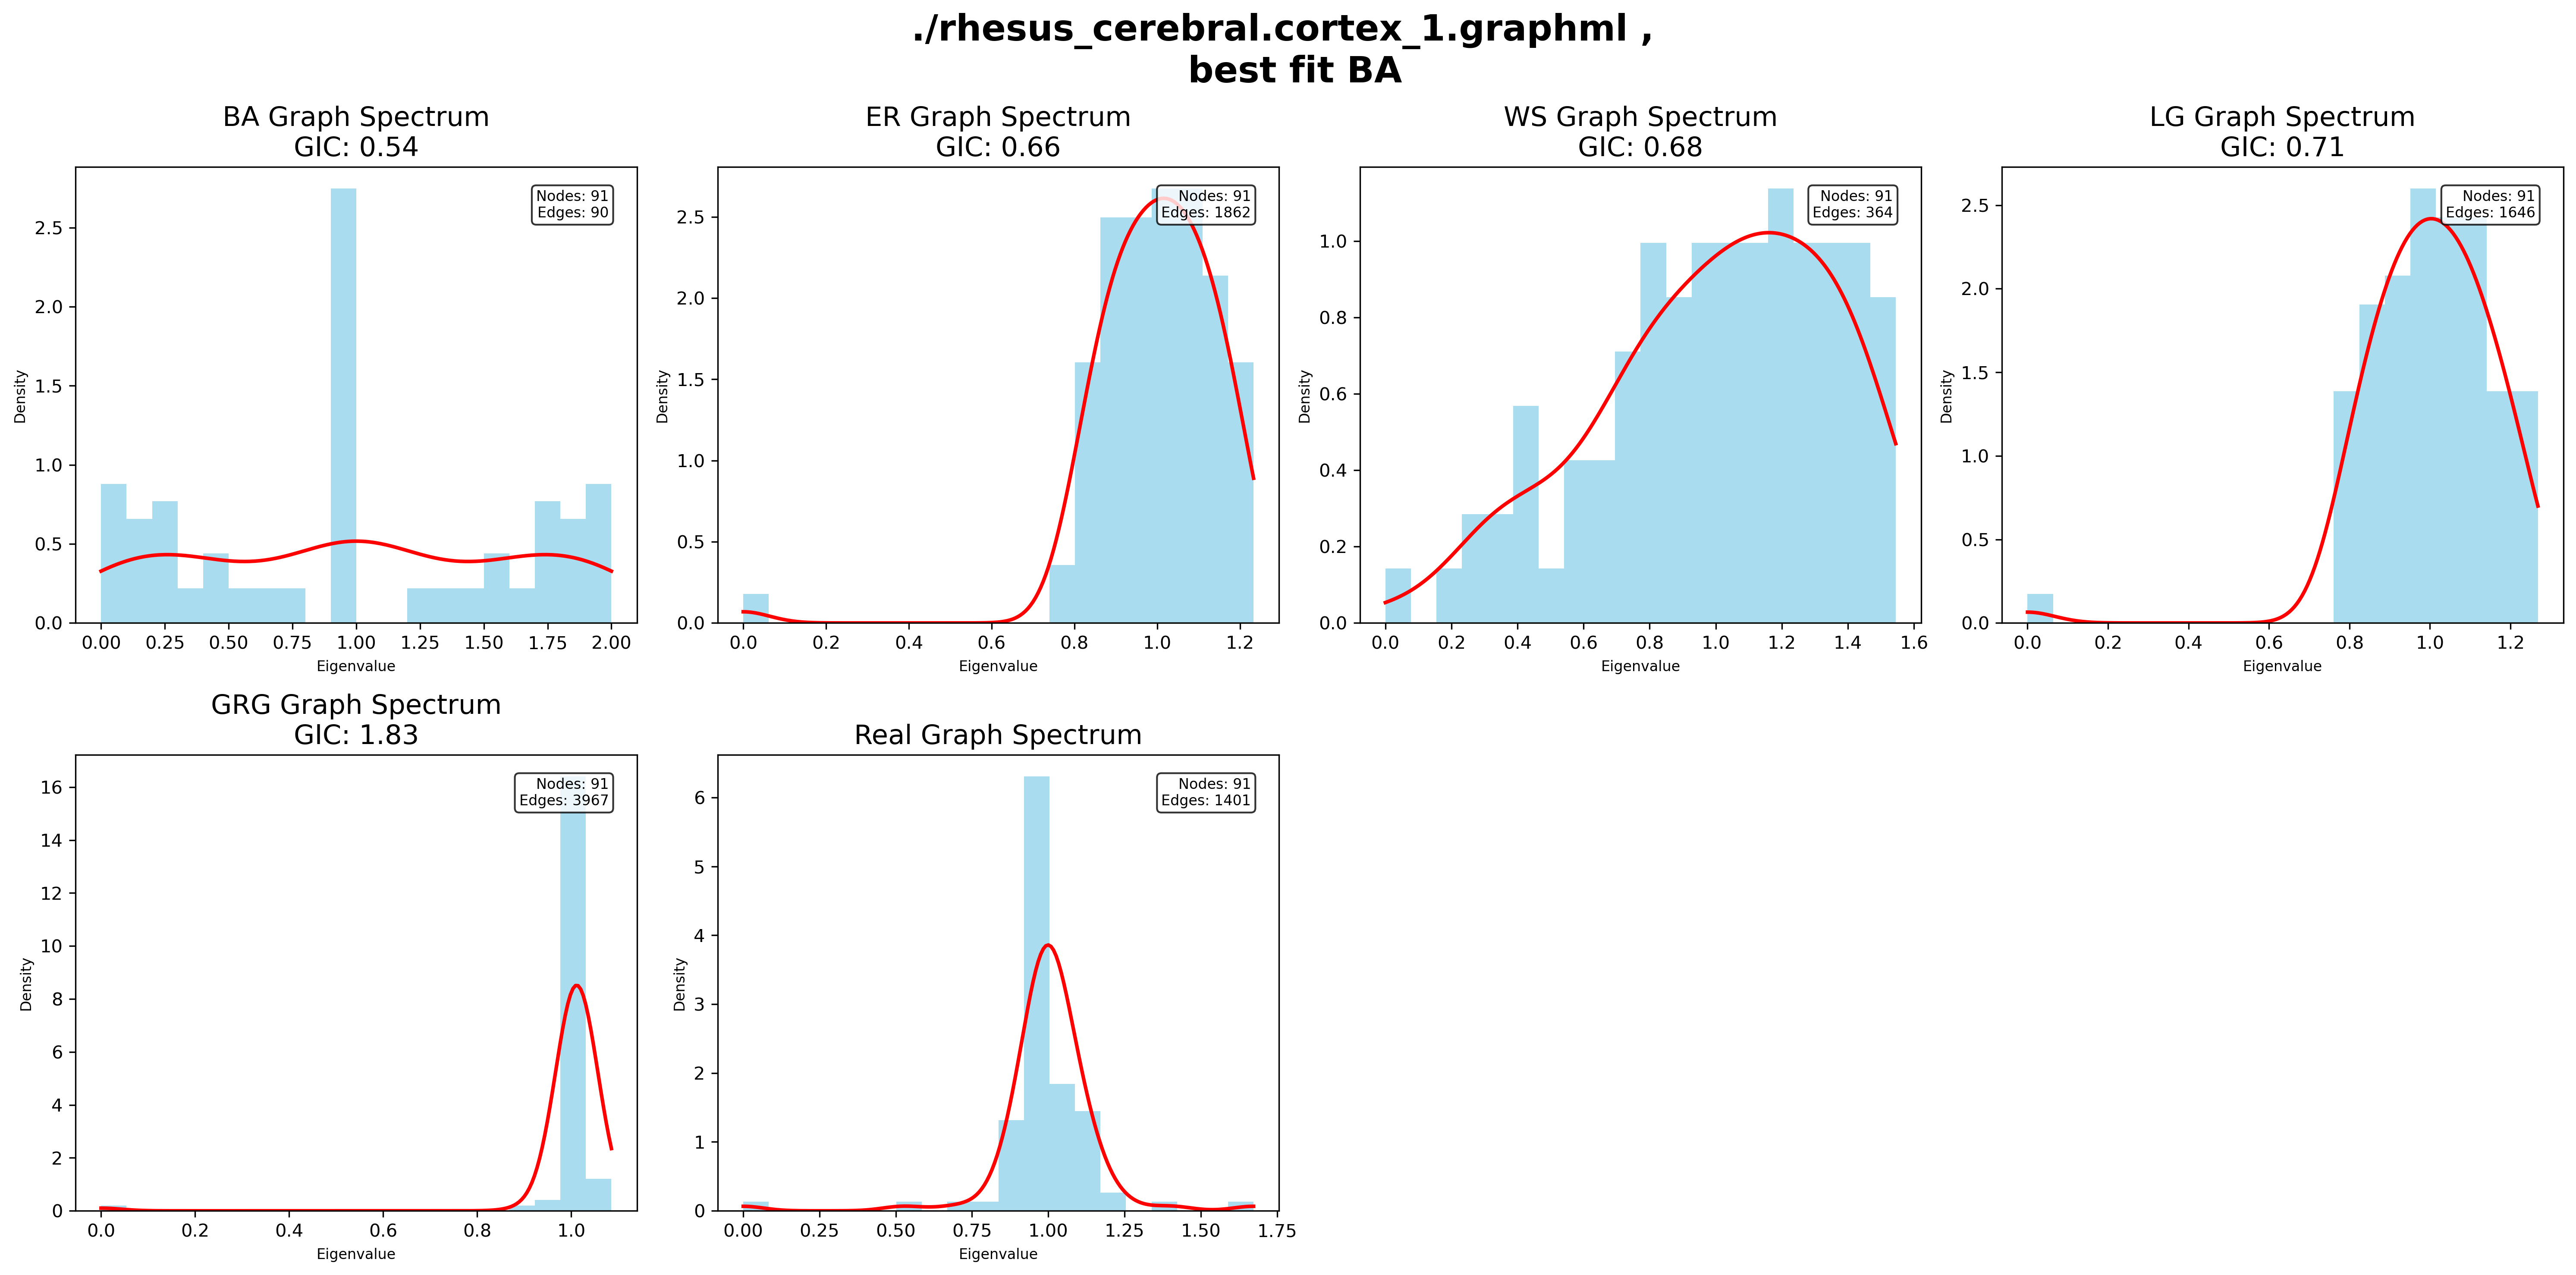 ./rhesus_cerebral.cortex_1.graphml ,
best fit BA
BA Graph Spectrum
GIC: 0.54
Nodes: 91
Edges: 90
Density
2.5
2.0
1.5
1.0
0.5
0.0
0.00 0.25 0.50 0.75 1.00 1.25 1.50 1.75 2.00
Eigenvalue
ER Graph Spectrum
GIC: 0.66
Nodes: 91
Edges: 1862
Density
2.5
2.0
1.5
1.0
0.5
0.0
0.0 0.2 0.4 0.6 0.8 1.0 1.2
Eigenvalue
WS Graph Spectrum
GIC: 0.68
Nodes: 91
Edges: 364
Density
1.0
0.8
0.6
0.4
0.2
0.0
0.0 0.2 0.4 0.6 0.8 1.0 1.2 1.4 1.6
Eigenvalue
LG Graph Spectrum
GIC: 0.71
Nodes: 91
Edges: 1646
Density
2.5
2.0
1.5
1.0
0.5
0.0
0.0 0.2 0.4 0.6 0.8 1.0 1.2
Eigenvalue
GRG Graph Spectrum
GIC: 1.83
Nodes: 91
Edges: 3967
Density
16
14
12
10
8
6
4
2
0
0.0 0.2 0.4 0.6 0.8 1.0
Eigenvalue
Real Graph Spectrum
Nodes: 91
Edges: 1401
Density
6
5
4
3
2
1
0
0.00 0.25 0.50 0.75 1.00 1.25 1.50 1.75
Eigenvalue